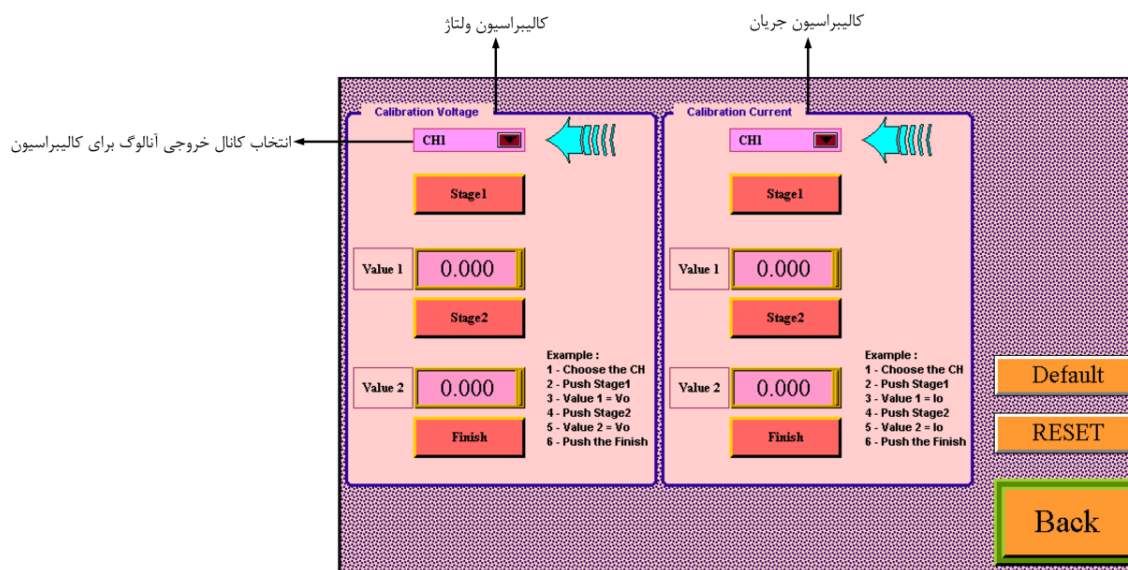 کالیبراسیون ولتاژ
کالیبراسیون جریان
انتخاب کانال خروجی آنالوگ برای کالیبراسیون
Calibration Voltage
CH1
Stage1
Value 1
0.000
Stage2
Value 2
0.000
Finish
Example :
1 - Choose the CH
2 - Push Stage1
3 - Value 1 = Vo
4 - Push Stage2
5 - Value 2 = Vo
6 - Push the Finish
Calibration Current
CH1
Stage1
Value 1
0.000
Stage2
Value 2
0.000
Finish
Example :
1 - Choose the CH
2 - Push Stage1
3 - Value 1 = Io
4 - Push Stage2
5 - Value 2 = Io
6 - Push the Finish
Default
RESET
Back